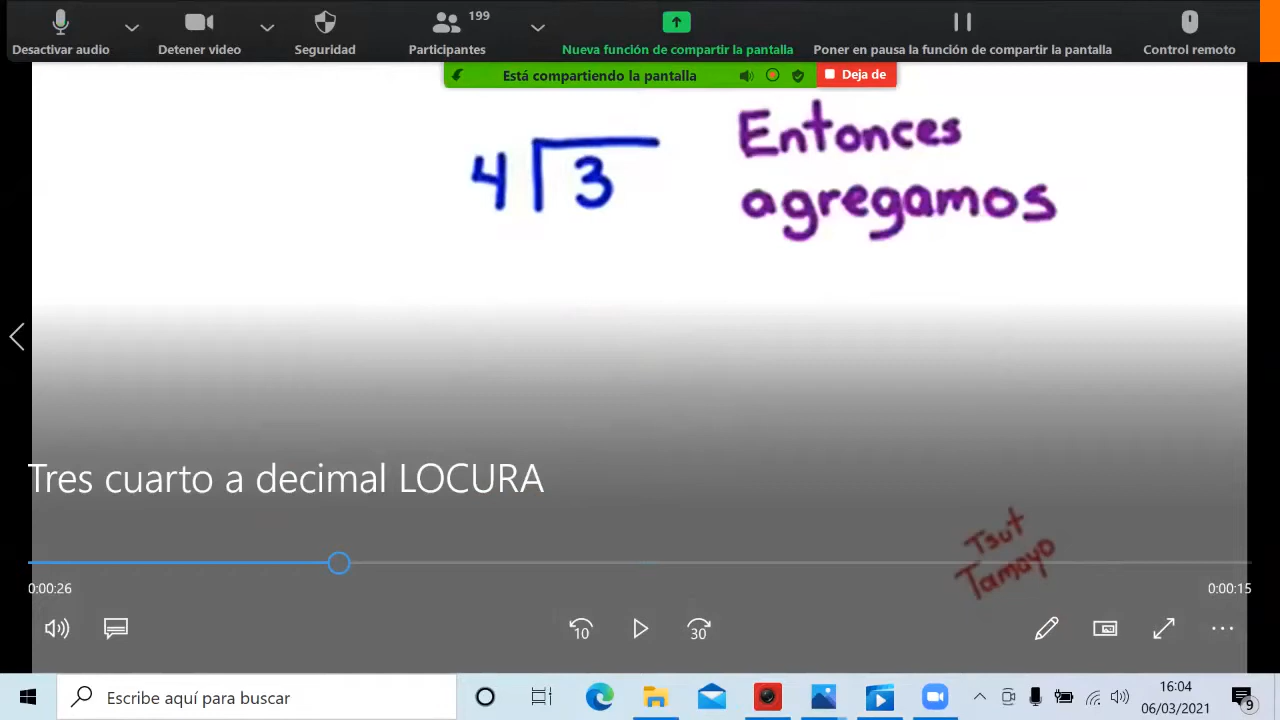 199
Desactivar audio
Detener video
Seguridad
Participantes
Nueva función de compartir la pantalla
Poner en pausa la función de compartir la pantalla
Control remoto
Está compartiendo la pantalla
Deja de
4 3
Entonces
agregamos
Tres cuarto a decimal LOCURA
Tsut
Tamayo
0:00:26
0:00:15
10
30
Escribe aquí para buscar
16:04
06/03/2021
9